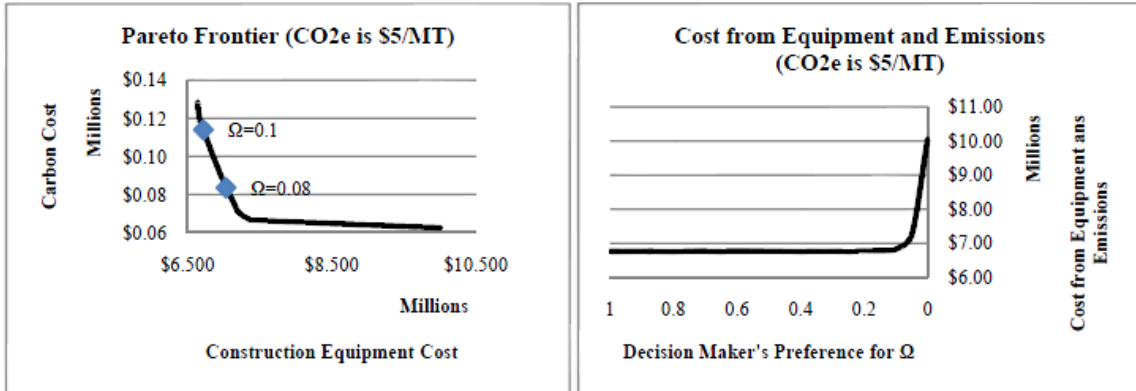 Pareto Frontier (CO2e is $5/MT)
Carbon Cost
Millions
$0.14
$0.12
$0.10
$0.08
$0.06
Ω=0.1
Ω=0.08
$6.500 $8.500 $10.500
Millions
Construction Equipment Cost
Cost from Equipment and Emissions
(CO2e is $5/MT)
$11.00
$10.00
$9.00
$8.00
$7.00
$6.00
Millions
Cost from Equipment ans
Emissions
1 0.8 0.6 0.4 0.2 0
Decision Maker's Preference for Ω